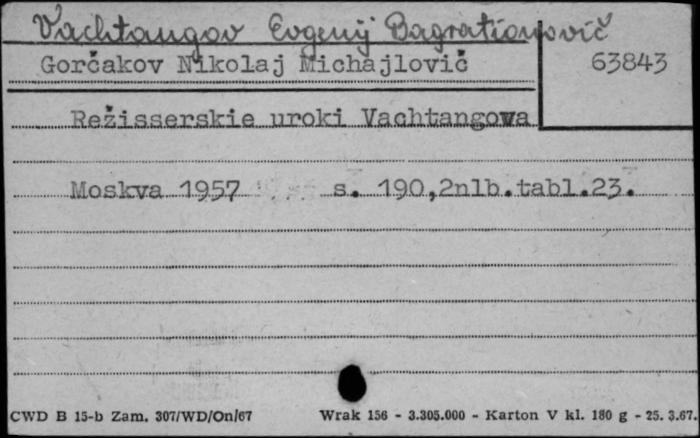 Vachtangov Evgenij Bagrationovič
Gorčakov Nikolaj Michajlovič 63843
Režisserskie uroki Vachtangowa
Moskva 1957 s. 190,2nlb.tabl.23.
CWD B 15-b Zam. 307/WD/On/67 Wrak 156 - 3.305.000 - Karton V kl. 180 g - 25. 3.67.